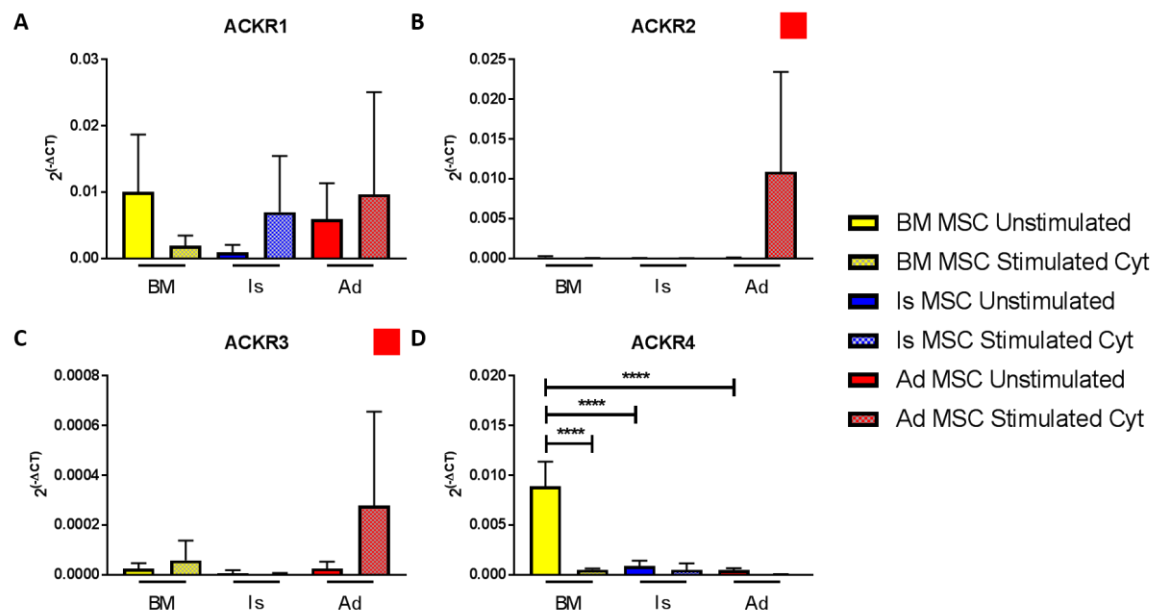 A
ACKR1
2(-ΔCT)
0.03
0.02
0.01
0.00
BM
Is
Ad
B
ACKR2
2(-ΔCT)
0.025
0.020
0.015
0.010
0.005
0.000
BM
Is
Ad
C
ACKR3
2(-ΔCT)
0.0008
0.0006
0.0004
0.0002
0.0000
BM
Is
Ad
D
ACKR4
2(-ΔCT)
0.020
0.015
0.010
0.005
0.000
****
****
****
BM
Is
Ad
BM MSC Unstimulated
BM MSC Stimulated Cyt
Is MSC Unstimulated
Is MSC Stimulated Cyt
Ad MSC Unstimulated
Ad MSC Stimulated Cyt